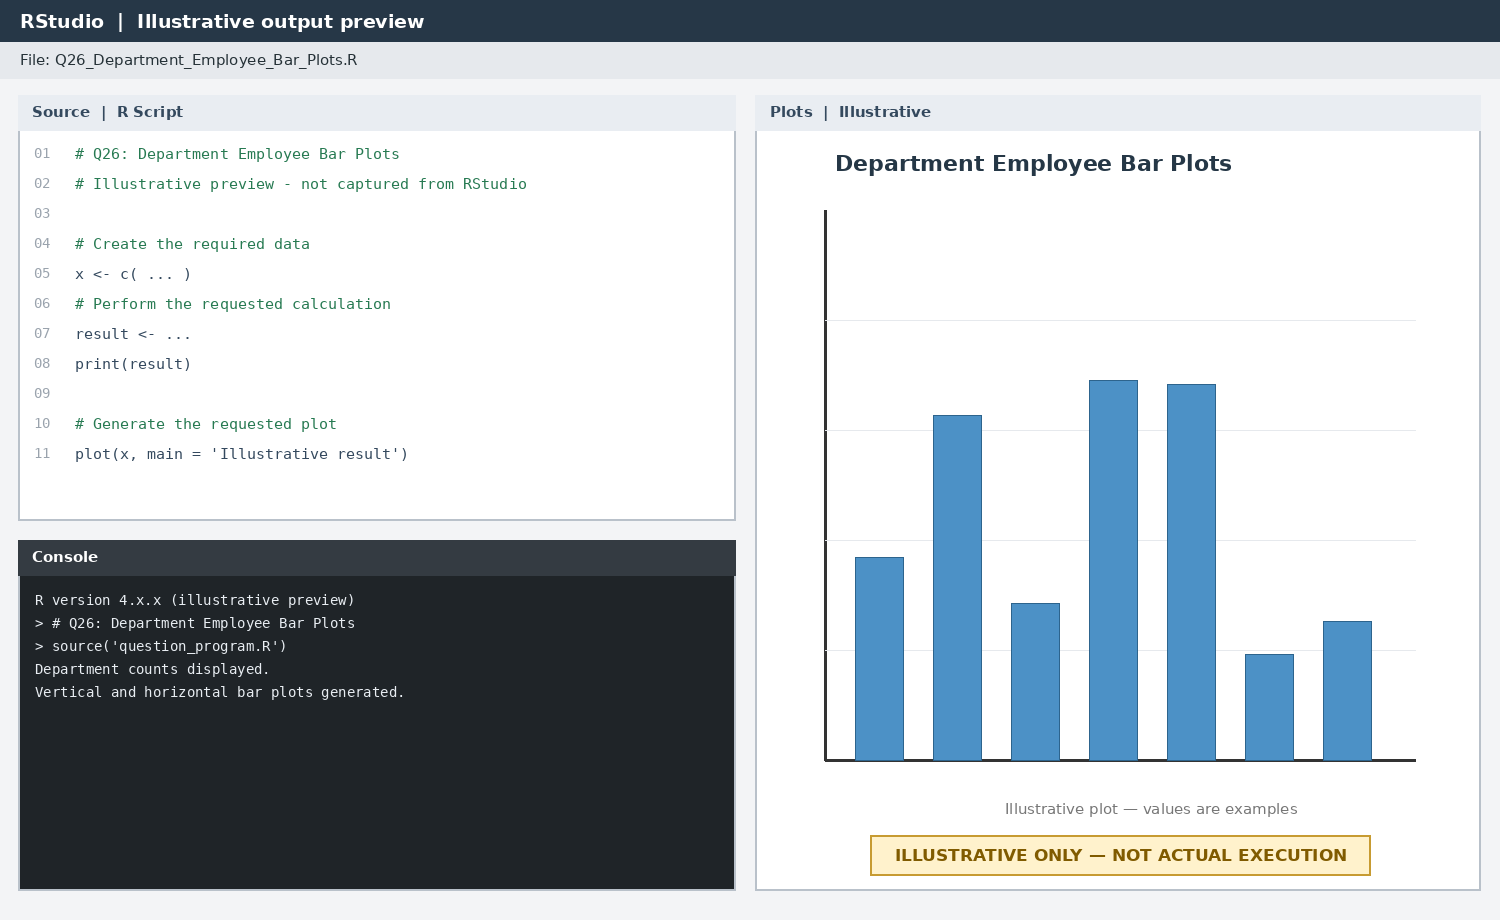 RStudio | Illustrative output preview
File: Q26_Department_Employee_Bar_Plots.R
Source | R Script
01 # Q26: Department Employee Bar Plots
02 # Illustrative preview - not captured from RStudio
03
04 # Create the required data
05 x <- c( ... )
06 # Perform the requested calculation
07 result <- ...
08 print(result)
09
10 # Generate the requested plot
11 plot(x, main = 'Illustrative result')
Console
R version 4.x.x (illustrative preview)
> # Q26: Department Employee Bar Plots
> source('question_program.R')
Department counts displayed.
Vertical and horizontal bar plots generated.
Plots | Illustrative
Department Employee Bar Plots
Illustrative plot — values are examples
ILLUSTRATIVE ONLY — NOT ACTUAL EXECUTION